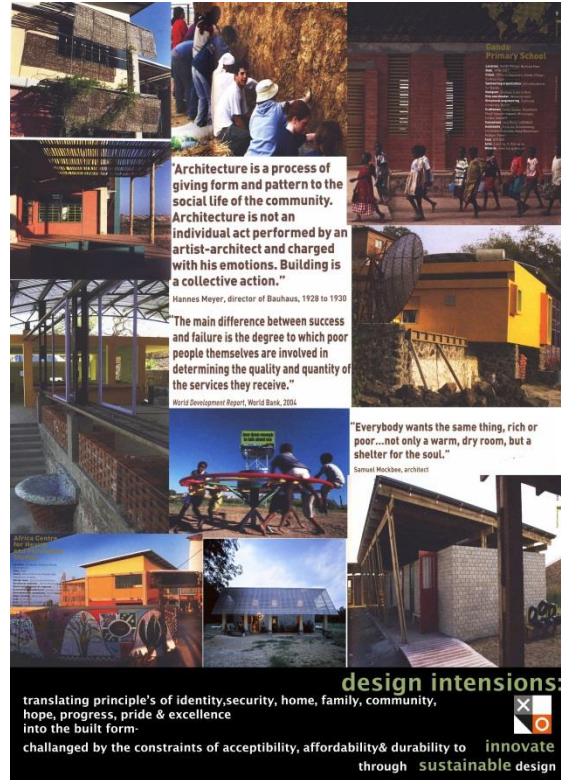 Gando
Primary School
"Architecture is a process of
giving form and pattern to the
social life of the community.
Architecture is not an
individual act performed by an
artist-architect and charged
with his emotions. Building is
a collective action."
Hannes Meyer, director of Bauhaus, 1928 to 1930
"The main difference between success
and failure is the degree to which poor
people themselves are involved in
determining the quality and quantity of
the services they receive."
World Development Report, World Bank, 2004
"Everybody wants the same thing, rich or
poor...not only a warm, dry room, but a
shelter for the soul."
Samuel Mockbee, architect
Africa Centre
for Health
design intensions:
translating principle's of identity,security, home, family, community,
hope, progress, pride & excellence
into the built form-
challanged by the constraints of acceptibility, affordability& durability to innovate
through sustainable design
X
O